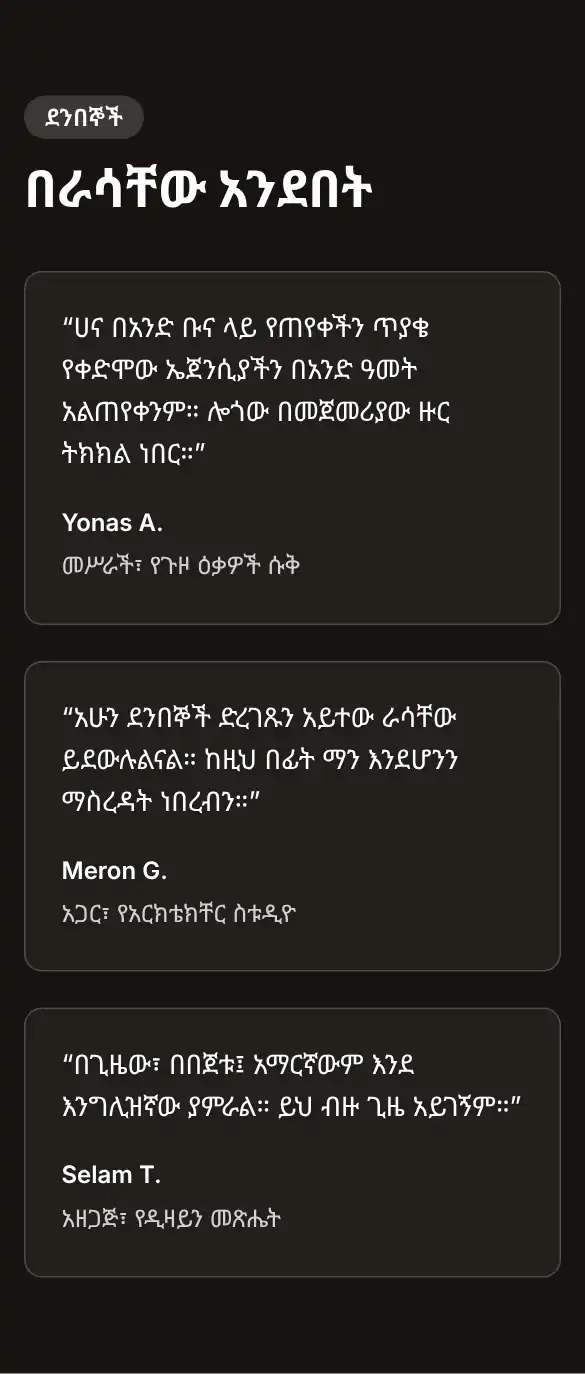 ደንበኞች
በራሳቸው አንደበት
“ሀና በአንድ ቡና ላይ የጠየቀችን ጥያቄ
የቀድሞው ኤጀንሲያችን በአንድ ዓመት
አልጠየቀንም። ሎጎው በመጀመሪያው ዙር
ትክክል ነበር።”
Yonas A.
መሥራች፣ የጉዞ ዕቃዎች ሱቅ
“አሁን ደንበኞች ድረገጹን አይተው ራሳቸው
ይደውሉልናል። ከዚህ በፊት ማን እንደሆንን
ማስረዳት ነበረብን።”
Meron G.
አጋር፣ የአርክቴክቸር ስቱዲዮ
“በጊዜው፣ በበጀቱ፤ አማርኛውም እንደ
እንግሊዝኛው ያምራል። ይህ ብዙ ጊዜ አይገኝም።”
Selam T.
አዘጋጅ፣ የዲዛይን መጽሔት